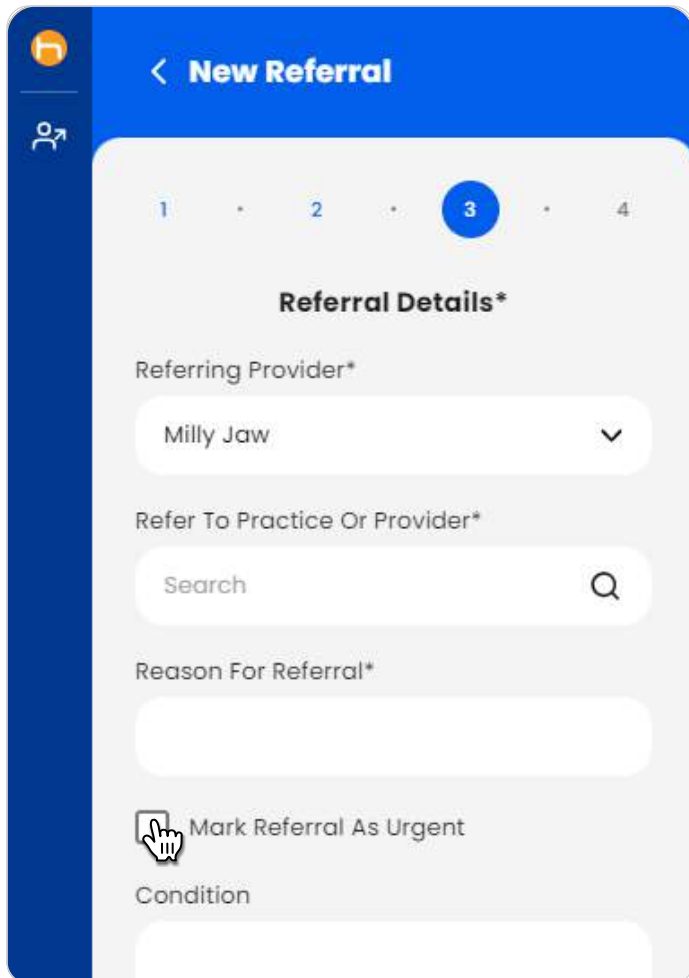 New Referral
1 · 2 · 3 · 4
Referral Details*
Referring Provider*
Milly Jaw
Refer To Practice Or Provider*
Search
Reason For Referral*
Mark Referral As Urgent
Condition